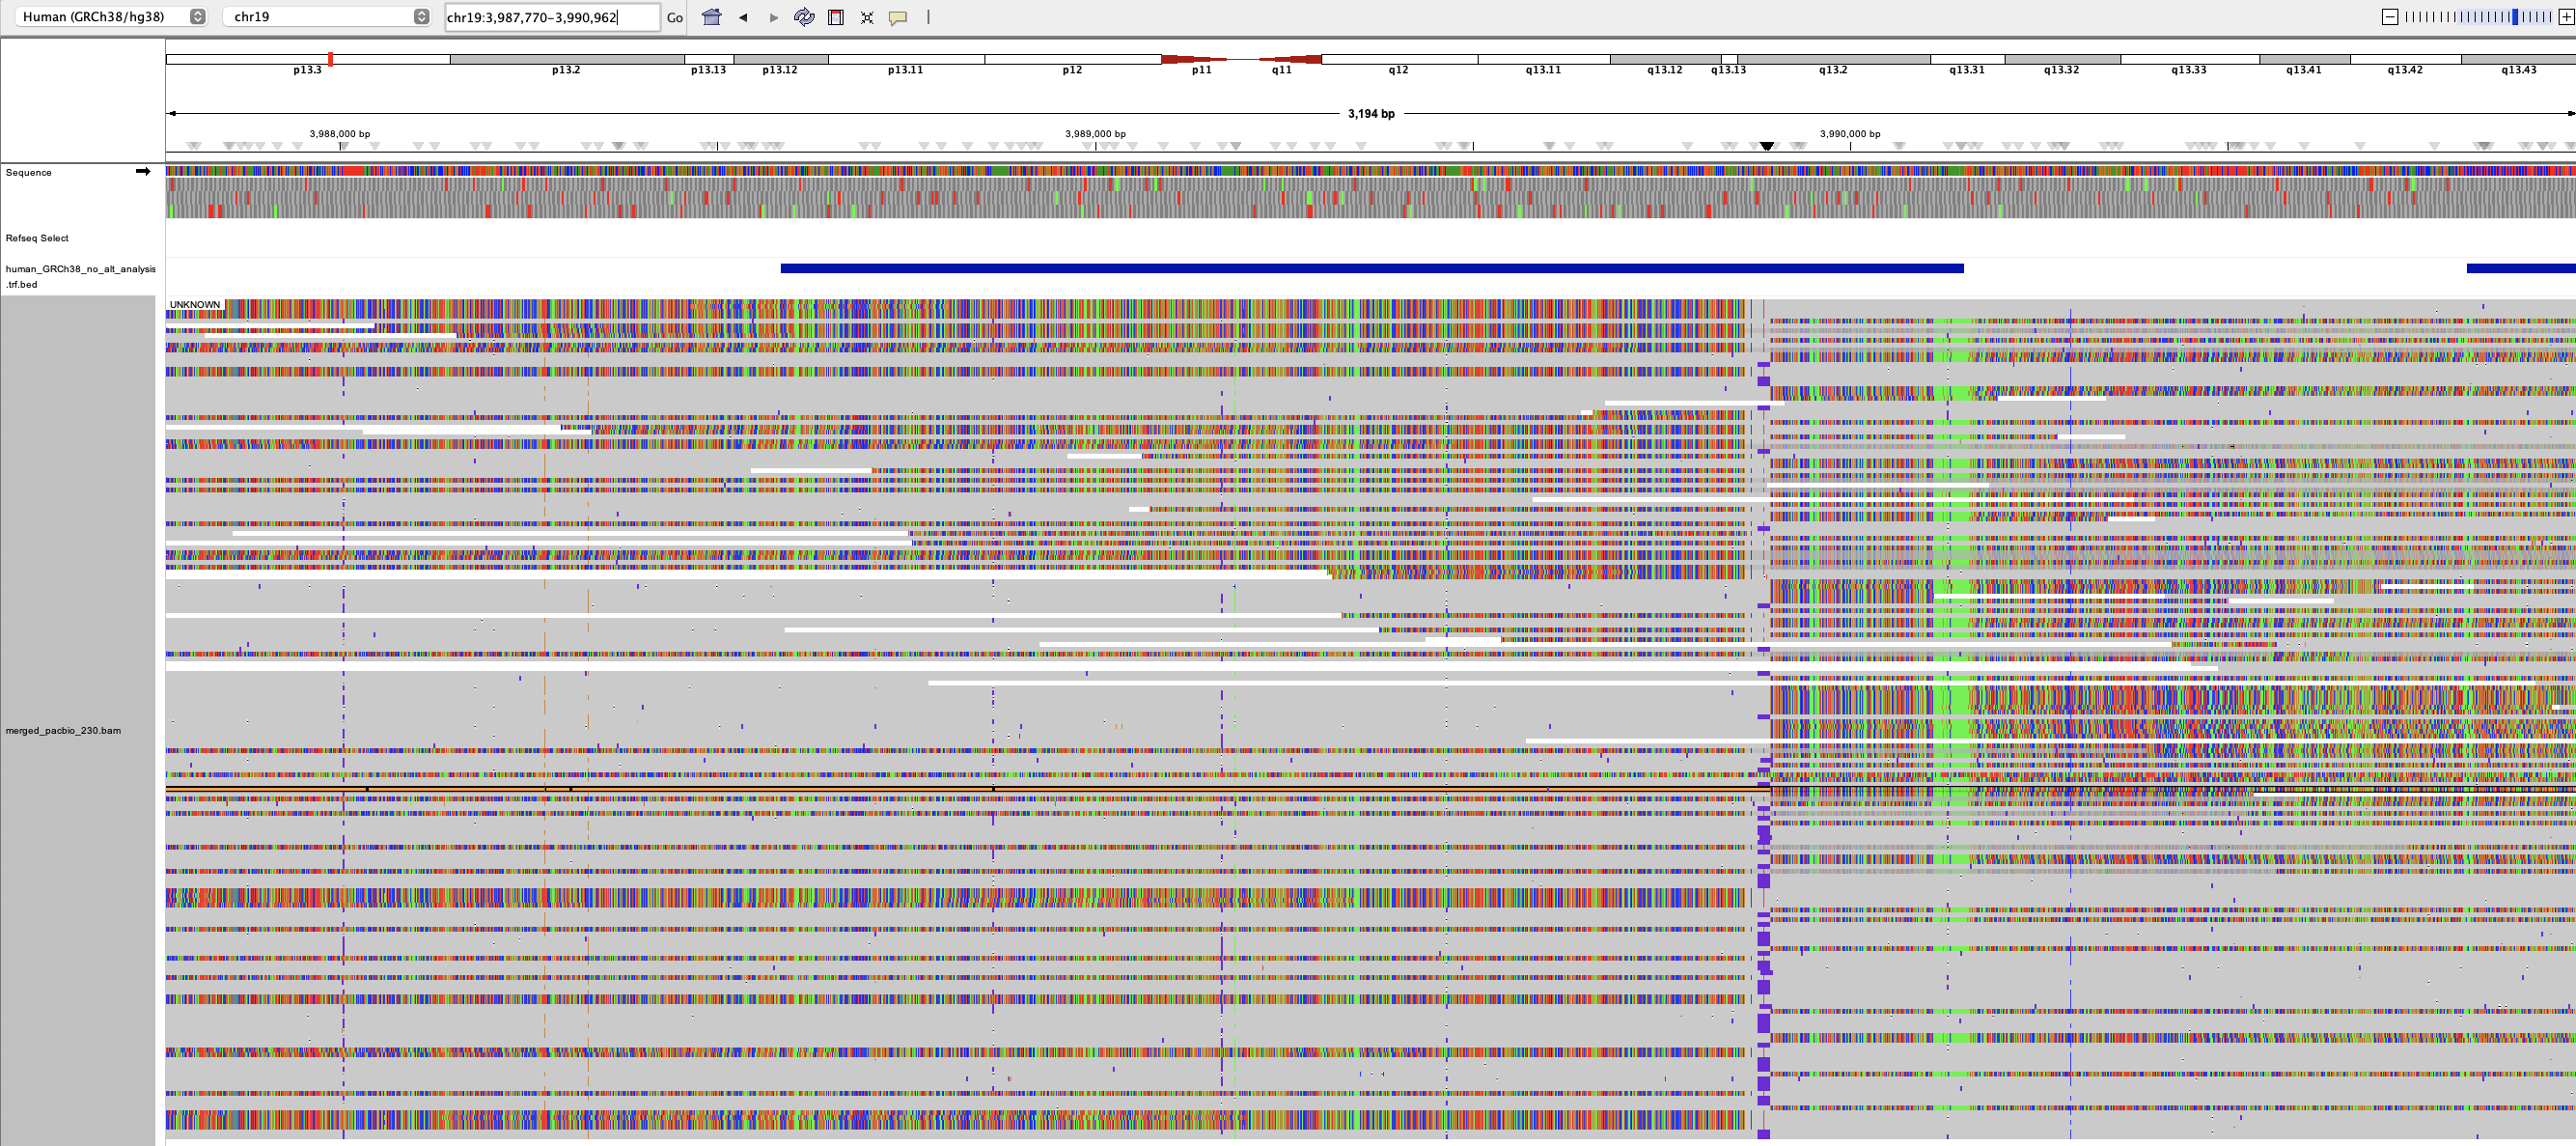 Human (GRCh38/hg38) chr19 chr19:3,987,770-3,990,962 Go
p13.3 p13.2 p13.13 p13.12 p13.11 p12 p11 q11 q12 q13.11 q13.12 q13.13 q13.2 q13.31 q13.32 q13.33 q13.41 q13.42 q13.43
3,194 bp
3,988,000 bp 3,989,000 bp 3,990,000 bp
Sequence
Refseq Select
human_GRCh38_no_alt_analysis
.trf.bed
UNKNOWN
merged_pacbio_230.bam